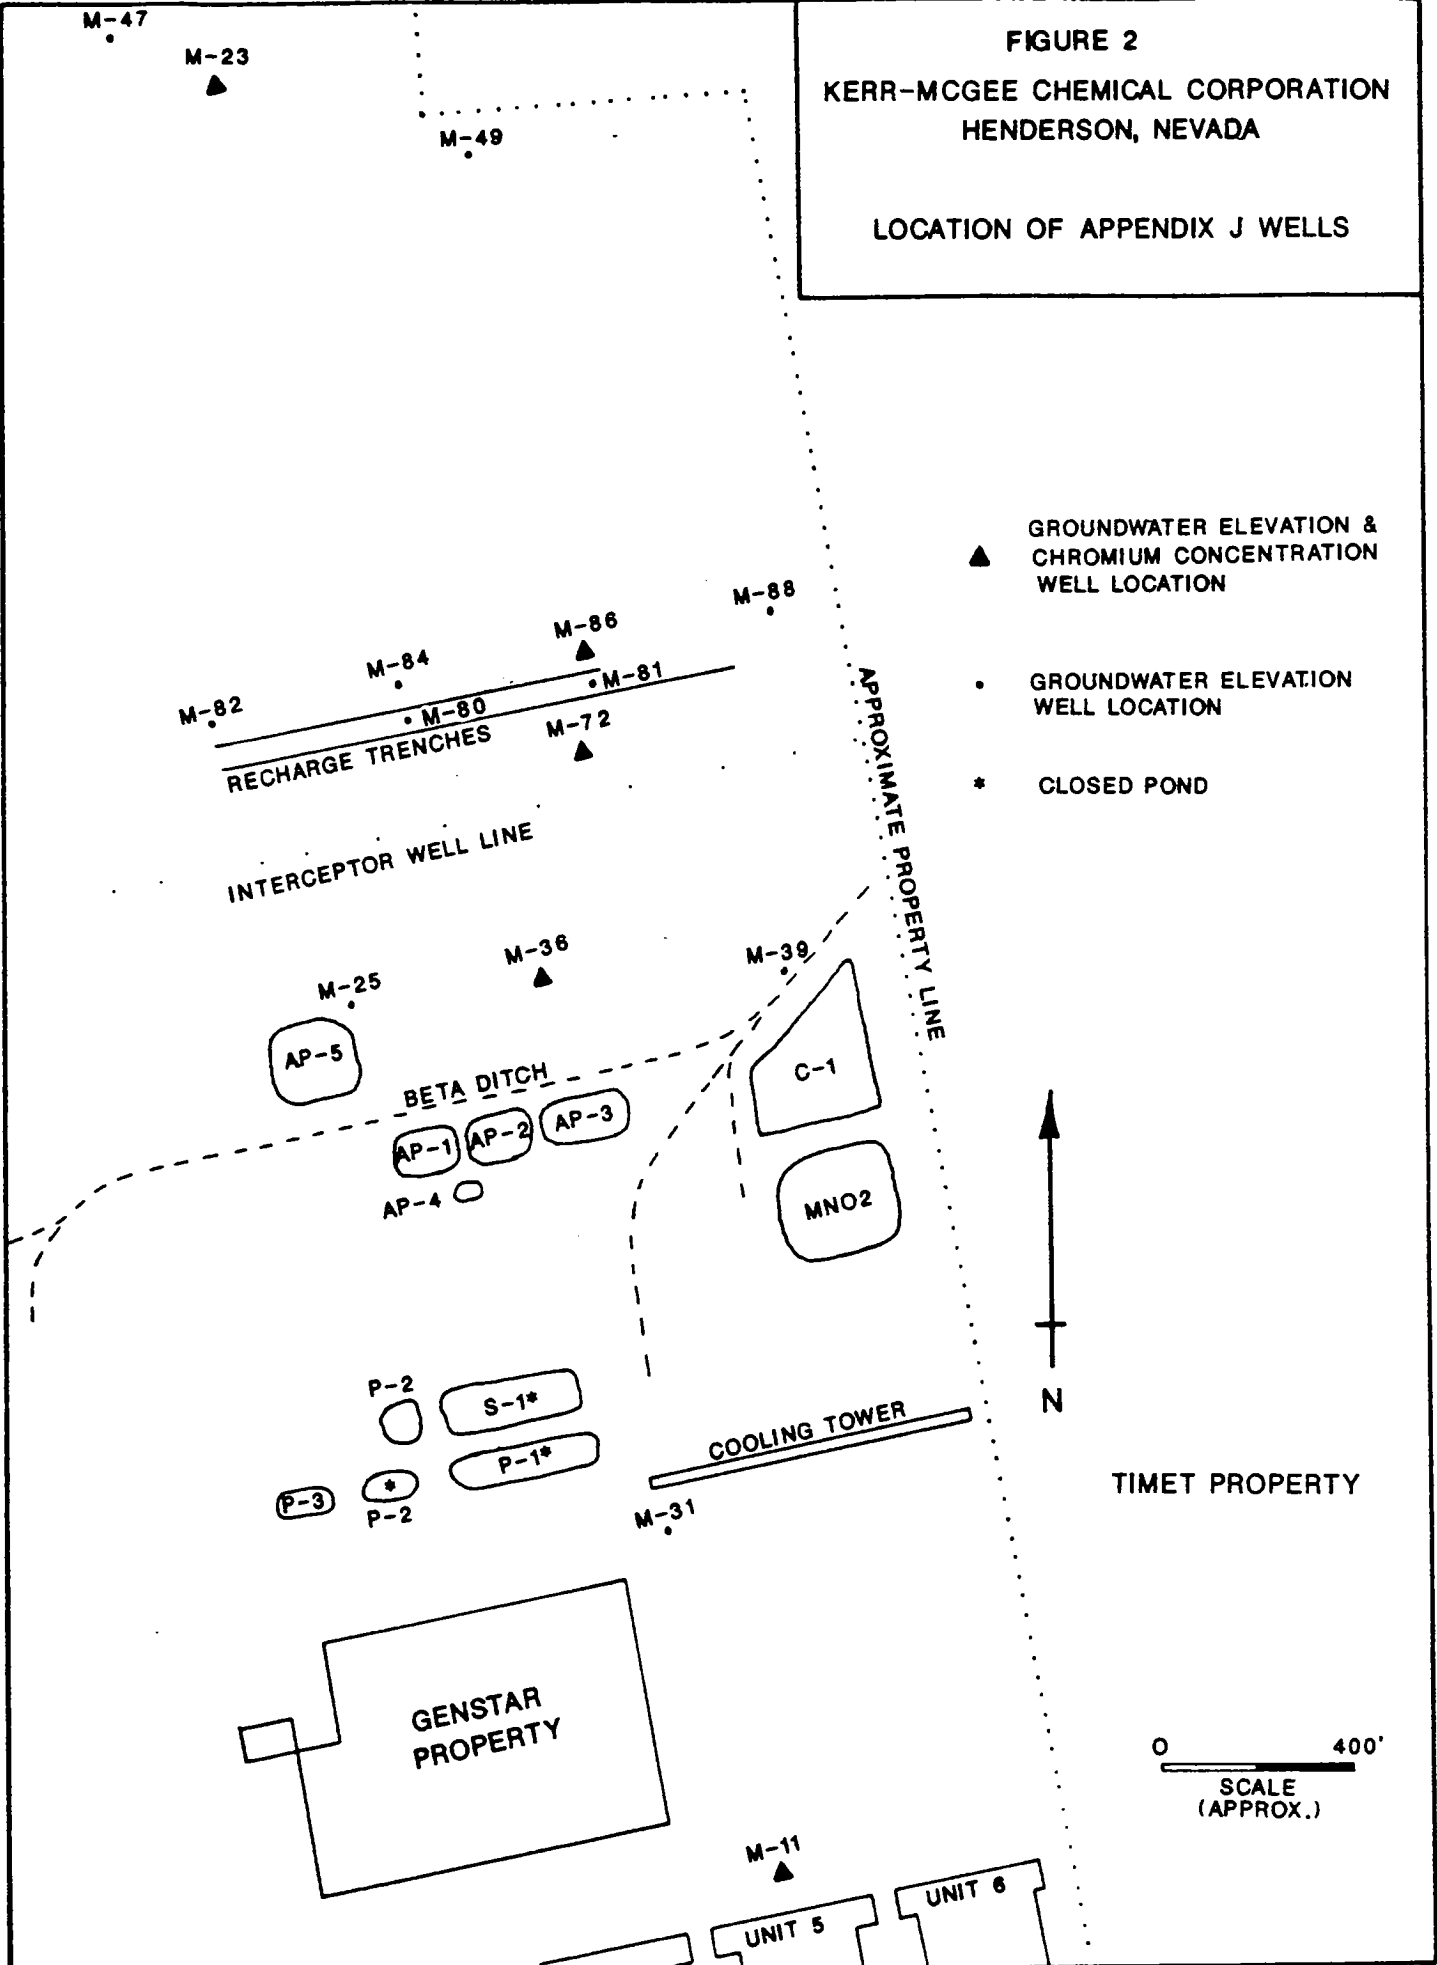 M-47
M-23
M-49
FIGURE 2
KERR-MCGEE CHEMICAL CORPORATION
HENDERSON, NEVADA
LOCATION OF APPENDIX J WELLS
▲ GROUNDWATER ELEVATION &
CHROMIUM CONCENTRATION
WELL LOCATION
• GROUNDWATER ELEVATION
WELL LOCATION
* CLOSED POND
M-88
M-86
M-84
M-81
M-82
M-80
M-72
RECHARGE TRENCHES
INTERCEPTOR WELL LINE
APPROXIMATE PROPERTY LINE
M-36
M-39
M-25
AP-5
C-1
BETA DITCH
AP-1
AP-2
AP-3
AP-4
MNO2
N
P-2
S-1*
P-1*
COOLING TOWER
P-3
*
P-2
M-31
TIMET PROPERTY
GENSTAR
PROPERTY
0 400'
SCALE
(APPROX.)
M-11
UNIT 5
UNIT 6